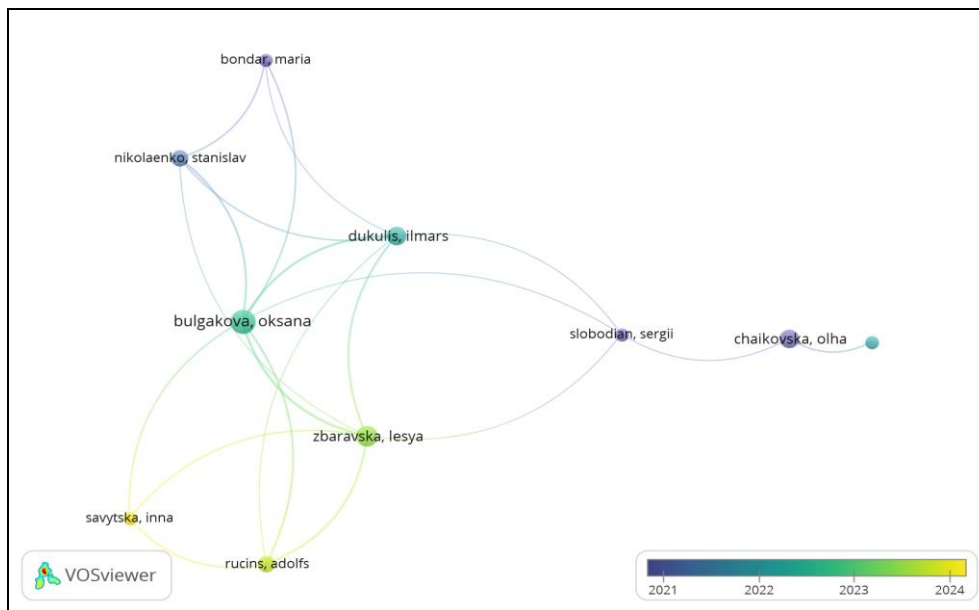 bondar, maria
nikolaenko, stanislav
dukulis, ilmars
bulgakova, oksana
slobodian, sergii
chaikovska, olha
zbaravska, lesya
savytska, inna
rucins, adolfs
VOSviewer
2021 2022 2023 2024